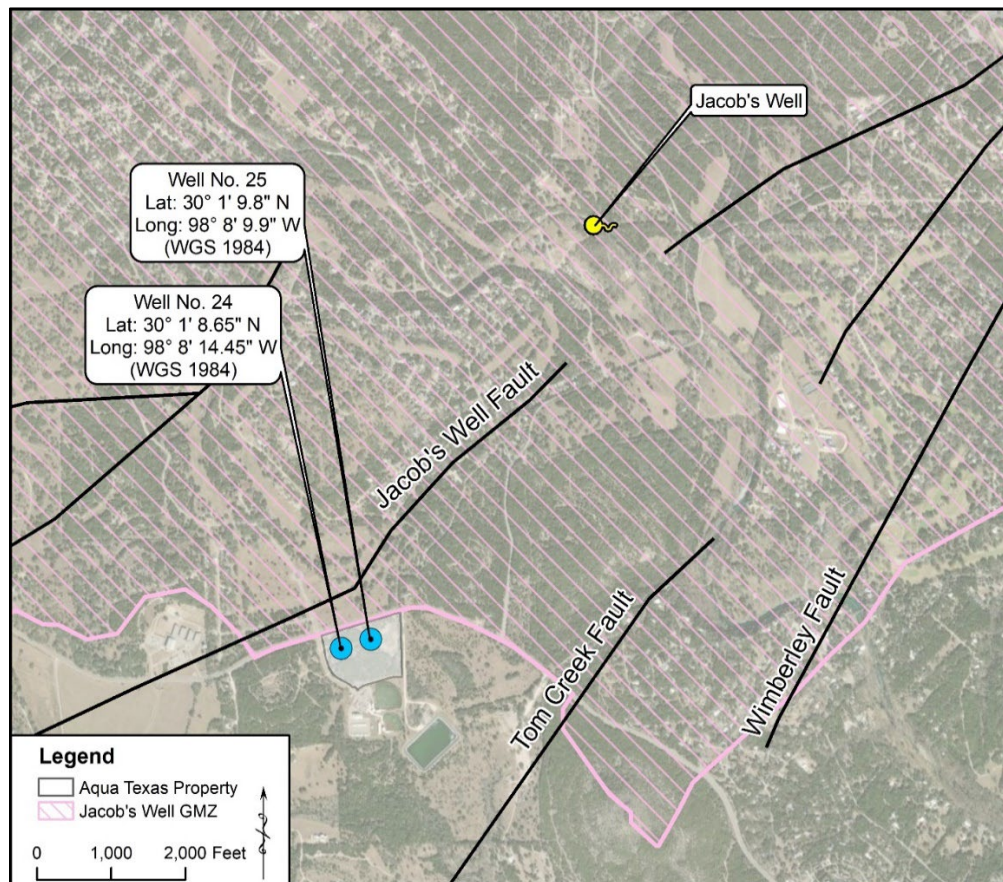 Jacob's Well
Well No. 25
Lat: 30° 1' 9.8" N
Long: 98° 8' 9.9" W
(WGS 1984)
Well No. 24
Lat: 30° 1' 8.65" N
Long: 98° 8' 14.45" W
(WGS 1984)
Jacob's Well Fault
Tom Creek Fault
Wimberley Fault
Legend
Aqua Texas Property
Jacob's Well GMZ
0 1,000 2,000 Feet